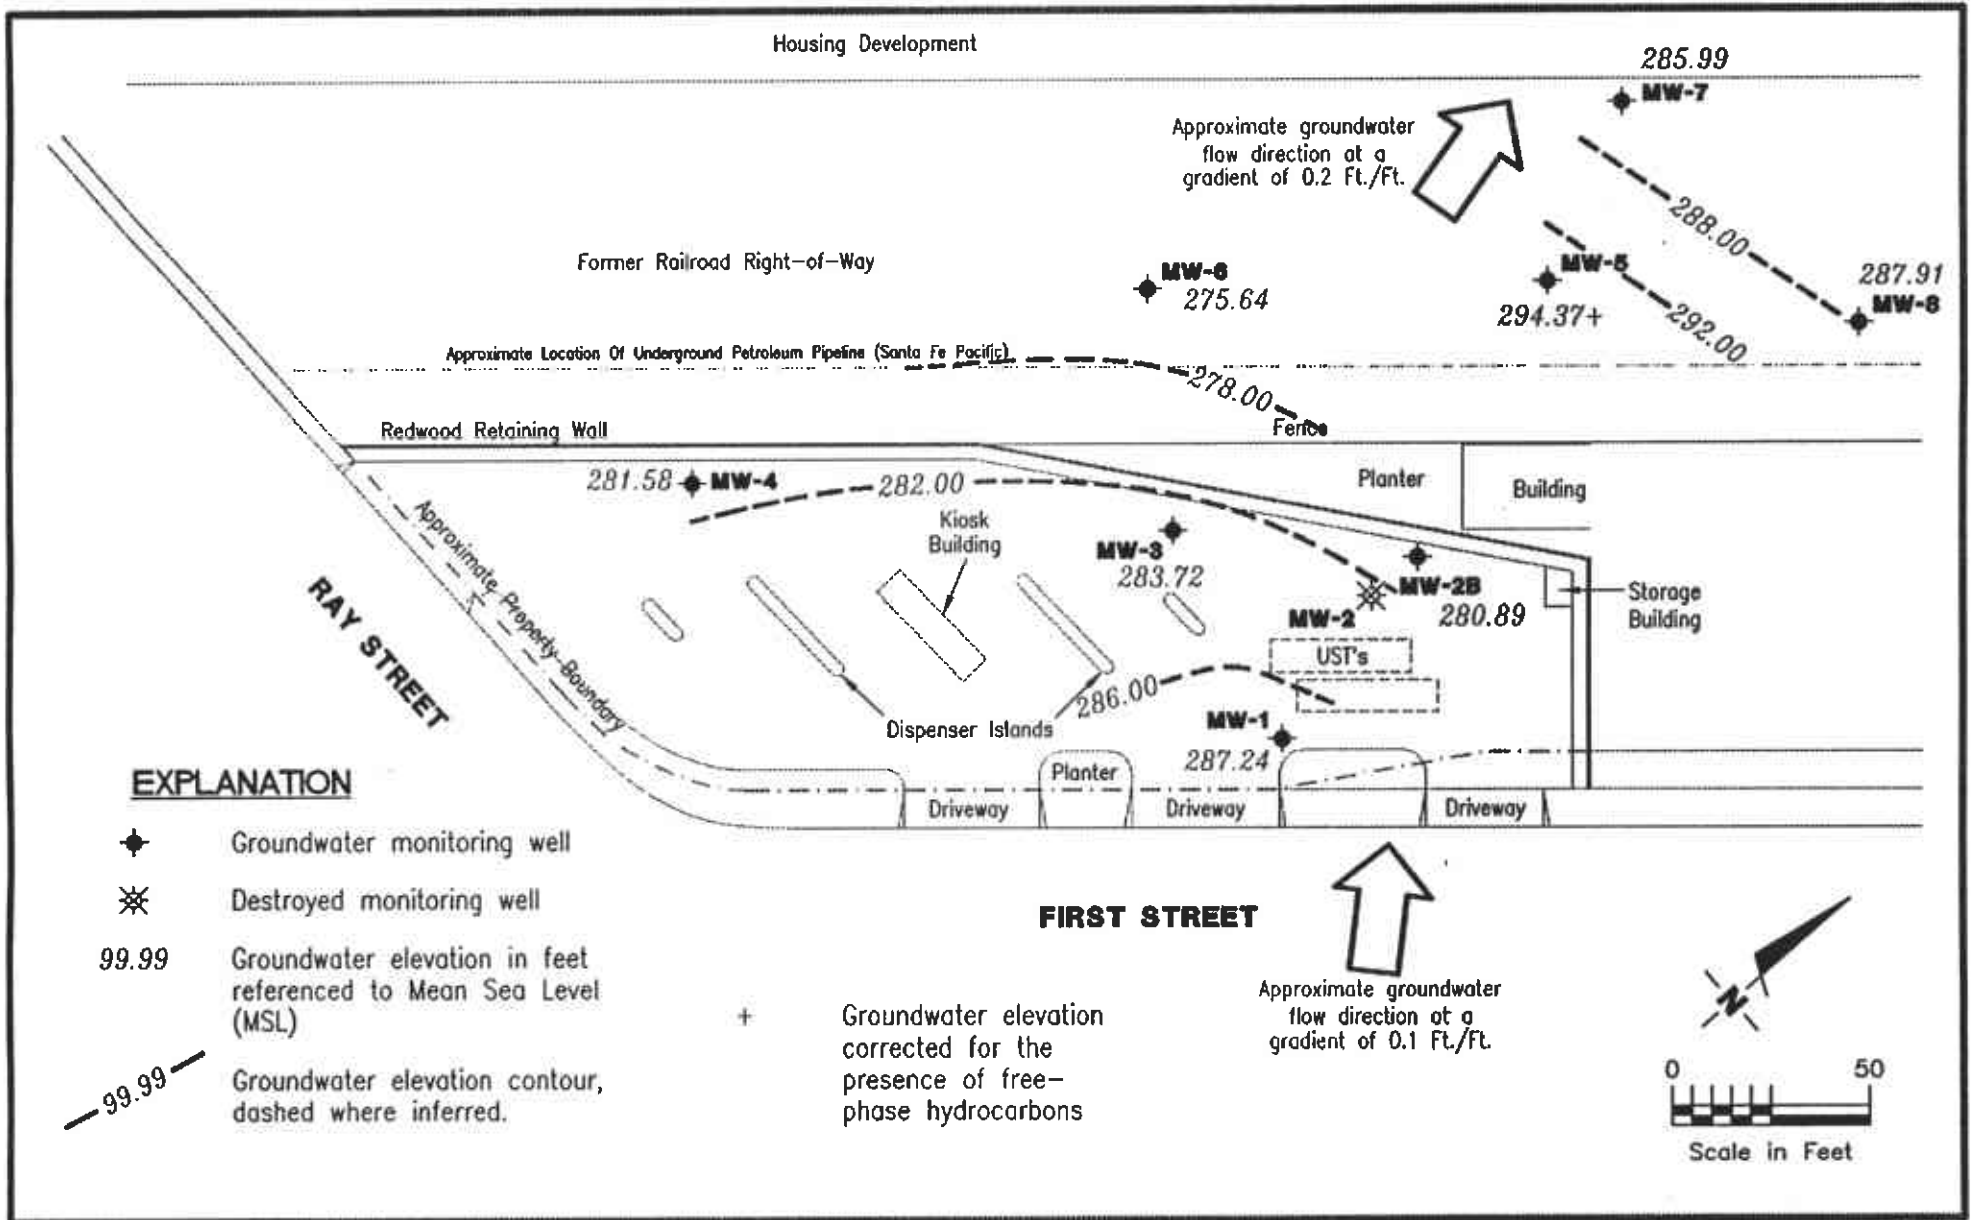 Housing Development
285.99
MW-7
Approximate groundwater
flow direction at a
gradient of 0.2 Ft./Ft.
288.00
Former Railroad Right-of-Way
MW-6
275.64
MW-5
294.37+
292.00
287.91
MW-8
Approximate Location Of Underground Petroleum Pipeline (Santa Fe Pacific)
278.00
Fence
Redwood Retaining Wall
281.58
MW-4
282.00
Planter
Building
Kiosk
Building
MW-3
283.72
MW-2B
280.89
MW-2
Storage
Building
Approximate Property Boundary
RAY STREET
UST's
286.00
Dispenser Islands
MW-1
287.24
Planter
Driveway
Driveway
Driveway
EXPLANATION
Groundwater monitoring well
Destroyed monitoring well
99.99
Groundwater elevation in feet
referenced to Mean Sea Level
(MSL)
99.99
Groundwater elevation contour,
dashed where inferred.
+
Groundwater elevation
corrected for the
presence of free-
phase hydrocarbons
FIRST STREET
Approximate groundwater
flow direction at a
gradient of 0.1 Ft./Ft.
N
0 50
Scale in Feet